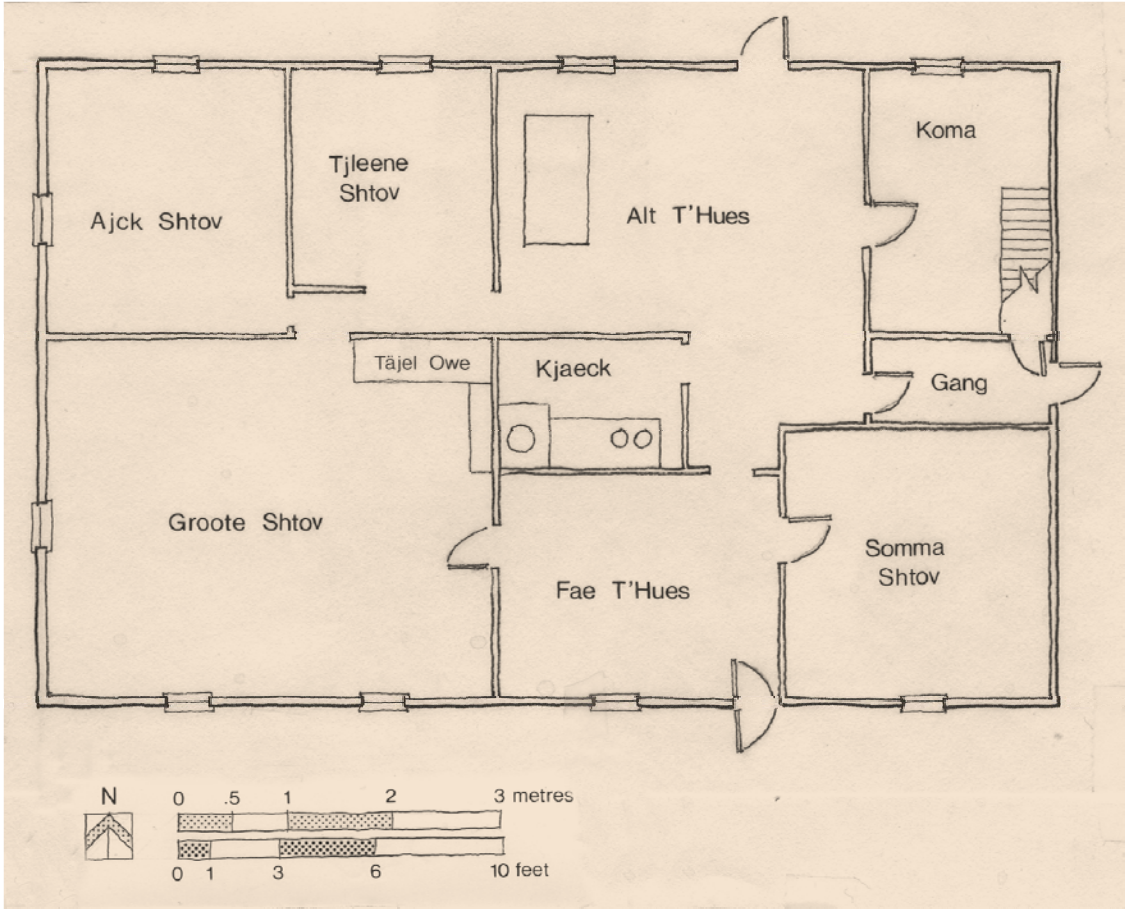 Koma
Tjleene
Shtov
Ajck Shtov
Alt T'Hues
Täjel Owe
Kjaeck
Gang
Groote Shtov
Somma
Shtov
Fae T'Hues
N
0 .5 1 2 3 metres
0 1 3 6 10 feet